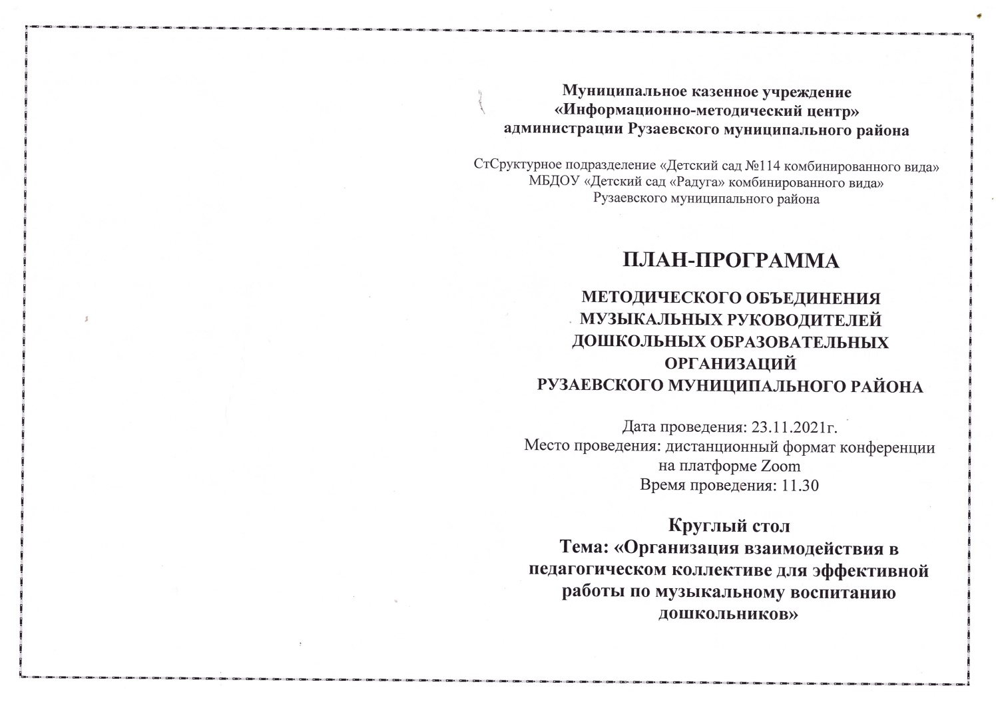 Муниципальное казенное учреждение
«Информационно-методический центр»
администрации Рузаевского муниципального района
СтСруктурное подразделение «Детский сад №114 комбинированного вида»
МБДОУ «Детский сад «Радуга» комбинированного вида»
Рузаевского муниципального района
ПЛАН-ПРОГРАММА
МЕТОДИЧЕСКОГО ОБЪЕДИНЕНИЯ
МУЗЫКАЛЬНЫХ РУКОВОДИТЕЛЕЙ
ДОШКОЛЬНЫХ ОБРАЗОВАТЕЛЬНЫХ
ОРГАНИЗАЦИЙ
РУЗАЕВСКОГО МУНИЦИПАЛЬНОГО РАЙОНА
Дата проведения: 23.11.2021г.
Место проведения: дистанционный формат конференции
на платформе Zoom
Время проведения: 11.30
Круглый стол
Тема: «Организация взаимодействия в
педагогическом коллективе для эффективной
работы по музыкальному воспитанию
дошкольников»